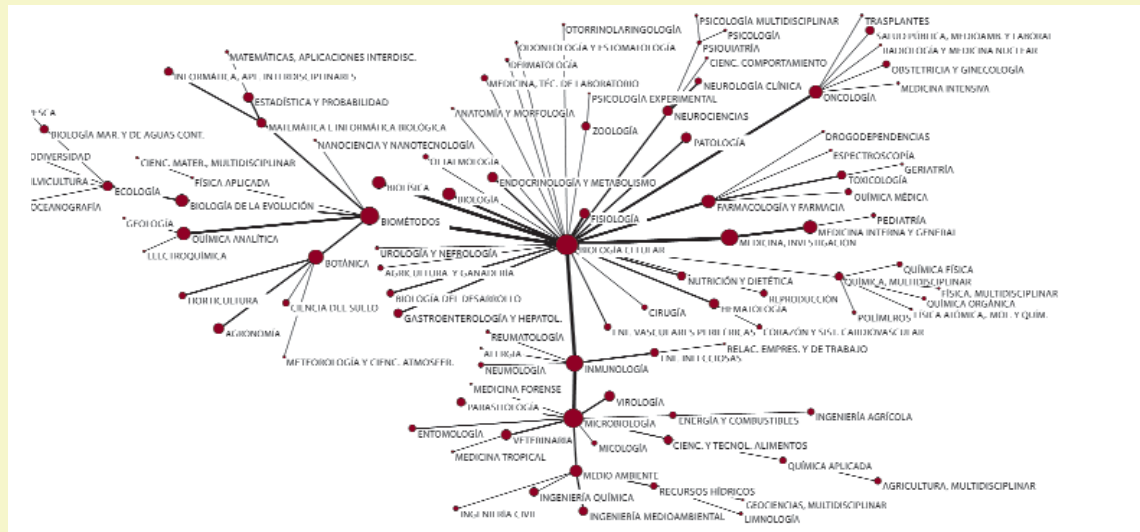 PSICOLOGÍA MULTIDISCIPLINAR
TRASPLANTES
OTORRINOLARINGOLOGÍA
PSICOLOGÍA
SALUD PÚBLICA, MEDIOAMB. Y LABORAL
ODONTOLOGÍA Y ESTOMATOLOGÍA
PSIQUIATRÍA
RADIOLOGÍA Y MEDICINA NUCLEAR
MATEMÁTICAS, APLICACIONES INTERDISC.
DERMATOLOGÍA
CIENC. COMPORTAMIENTO
OBSTETRICIA Y GINECOLOGÍA
INFORMÁTICA, APL. INTERDISCIPLINARES
MEDICINA, TÉC. DE LABORATORIO
NEUROLOGÍA CLÍNICA
ONCOLOGÍA
MEDICINA INTENSIVA
ESTADÍSTICA Y PROBABILIDAD
PSICOLOGÍA EXPERIMENTAL
ANATOMÍA Y MORFOLOGÍA
NEUROCIENCIAS
MATEMÁTICA E INFORMÁTICA BIOLÓGICA
ZOOLOGÍA
BIOLOGÍA MAR. Y DE AGUAS CONT.
NANOCIENCIA Y NANOTECNOLOGÍA
PATOLOGÍA
DROGODEPENDENCIAS
CIENC. MATER., MULTIDISCIPLINAR
OFTALMOLOGÍA
ESPECTROSCOPÍA
GERIATRÍA
FÍSICA APLICADA
ENDOCRINOLOGÍA Y METABOLISMO
TOXICOLOGÍA
ECOLOGÍA
BIOFÍSICA
BIOLOGÍA
QUÍMICA MÉDICA
BIOLOGÍA DE LA EVOLUCIÓN
FARMACOLOGÍA Y FARMACIA
OCEANOGRAFÍA
BIOMÉTODOS
FISIOLOGÍA
PEDIATRÍA
GEOLOGÍA
MEDICINA INTERNA Y GENERAL
QUÍMICA ANALÍTICA
BIOLOGÍA CELULAR
MEDICINA, INVESTIGACIÓN
UROLOGÍA Y NEFROLOGÍA
ELECTROQUÍMICA
BOTÁNICA
AGRICULTURA Y GANADERÍA
NUTRICIÓN Y DIETÉTICA
QUÍMICA, MULTIDISCIPLINAR
QUÍMICA FÍSICA
HORTICULTURA
BIOLOGÍA DEL DESARROLLO
REPRODUCCIÓN
FÍSICA, MULTIDISCIPLINAR
CIENCIA DEL SUELO
HEMATOLOGÍA
QUÍMICA ORGÁNICA
GASTROENTEROLOGÍA Y HEPATOL.
CIRUGÍA
POLÍMEROS
FÍSICA ATÓMICA, MOL. Y QUÍM.
AGRONOMÍA
ENF. VASCULARES PERIFÉRICAS
CORAZÓN Y SIST. CARDIOVASCULAR
REUMATOLOGÍA
RELAC. EMPRES. Y DE TRABAJO
ALERGIA
ENF. INFECCIOSAS
METEOROLOGÍA Y CIENC. ATMOSFER.
NEUMOLOGÍA
INMUNOLOGÍA
MEDICINA FORENSE
VIROLOGÍA
PARASITOLOGÍA
INGENIERÍA AGRÍCOLA
MICROBIOLOGÍA
ENERGÍA Y COMBUSTIBLES
ENTOMOLOGÍA
VETERINARIA
CIENC. Y TECNOL. ALIMENTOS
MICOLOGÍA
MEDICINA TROPICAL
QUÍMICA APLICADA
MEDIO AMBIENTE
AGRICULTURA, MULTIDISCIPLINAR
RECURSOS HÍDRICOS
INGENIERÍA QUÍMICA
GEOCIENCIAS, MULTIDISCIPLINAR
INGENIERÍA CIVIL
INGENIERÍA MEDIOAMBIENTAL
LIMNOLOGÍA